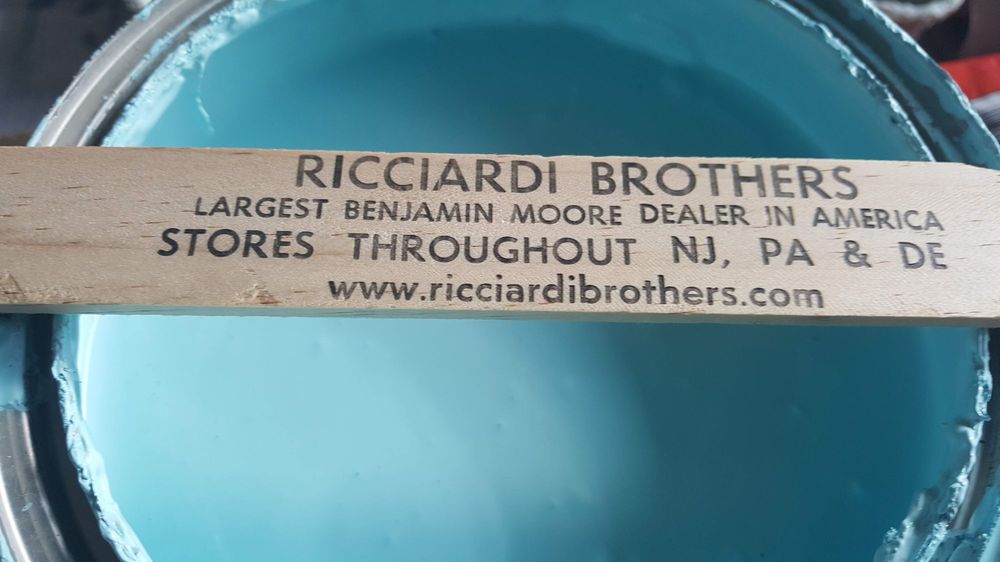 RICCIARDI BROTHERS
LARGEST BENJAMIN MOORE DEALER IN AMERICA
STORES THROUGHOUT NJ, PA & DE
www.ricciardibrothers.com